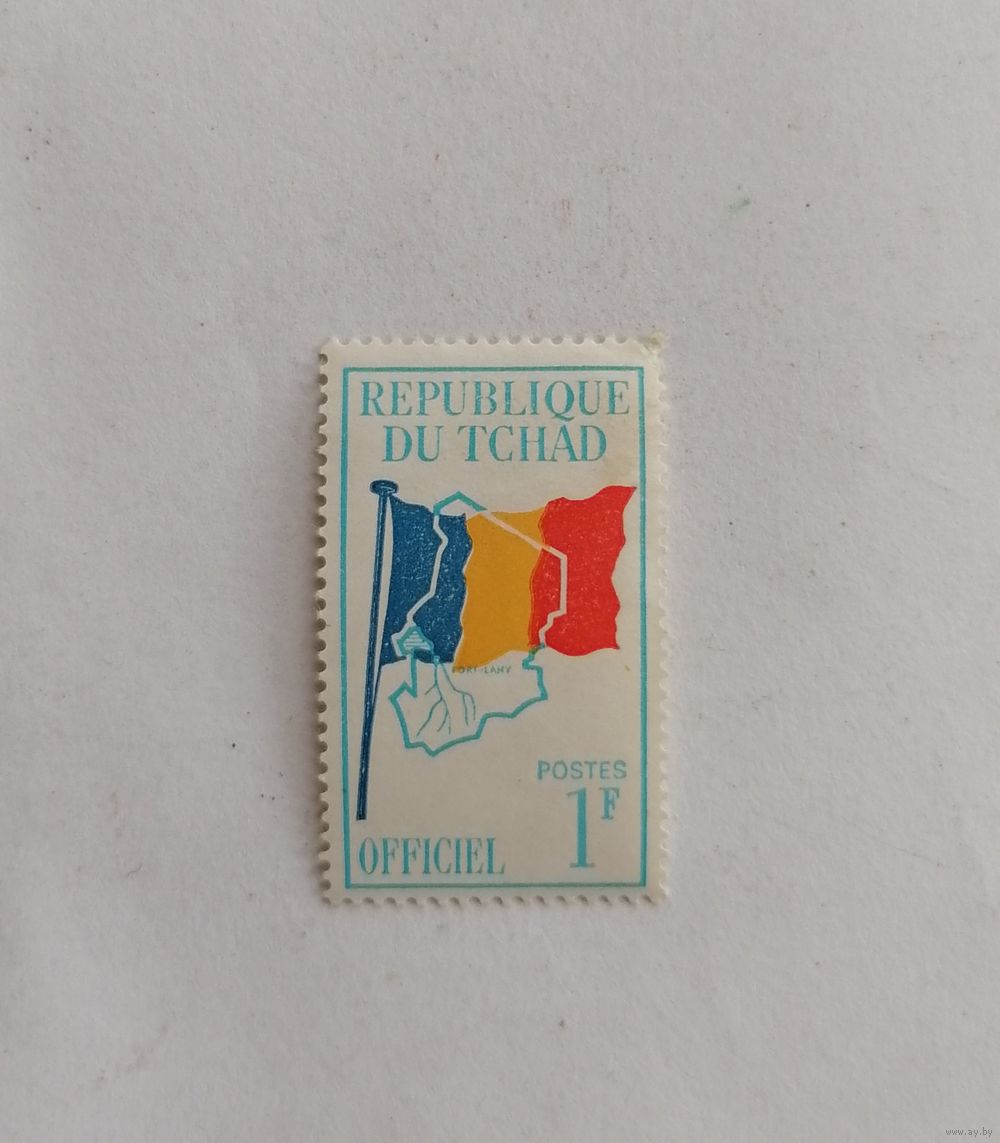 REPUBLIQUE
DU TCHAD
FORT-LAMY
POSTES
1F
OFFICIEL
www.ay.by